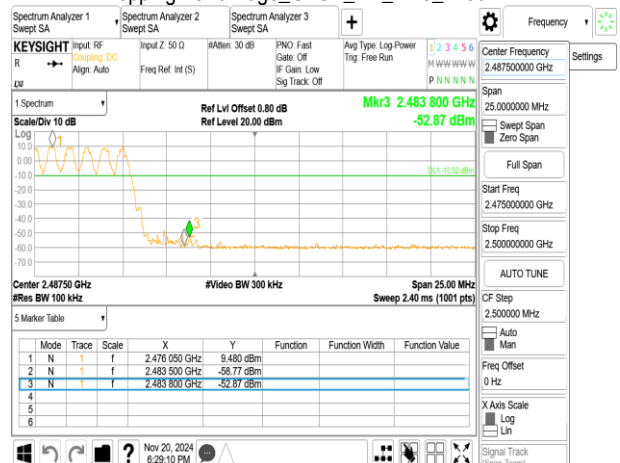 Spectrum Analyzer 1
Swept SA
Spectrum Analyzer 2
Swept SA
Spectrum Analyzer 3
Swept SA
+
Frequency
KEYSIGHT
R
LXI
Input: RF
Coupling: DC
Align: Auto
Input Z: 50 Ω
Freq Ref: Int (S)
#Atten: 30 dB
PNO: Fast
Gate: Off
IF Gain: Low
Sig Track: Off
Avg Type: Log-Power
Trig: Free Run
1 2 3 4 5 6
M W W W W W
P N N N N N
Center Frequency
2.487500000 GHz
Settings
Span
25.0000000 MHz
Swept Span
Zero Span
Full Span
Start Freq
2.475000000 GHz
Stop Freq
2.500000000 GHz
AUTO TUNE
CF Step
2.500000 MHz
Auto
Man
Freq Offset
0 Hz
X Axis Scale
Log
Lin
Signal Track
1 Spectrum
Scale/Div 10 dB
Log
Ref Lvl Offset 0.80 dB
Ref Level 20.00 dBm
Mkr3 2.483 800 GHz
-52.87 dBm
10.0
0.00
-10.0
-20.0
-30.0
-40.0
-50.0
-60.0
-70.0
1
3
DL1 -10.52 dBm
Center 2.48750 GHz
#Res BW 100 kHz
#Video BW 300 kHz
Span 25.00 MHz
Sweep 2.40 ms (1001 pts)
5 Marker Table
Mode Trace Scale X Y Function Function Width Function Value
1 N 1 f 2.476 050 GHz 9.480 dBm
2 N 1 f 2.483 500 GHz -58.77 dBm
3 N 1 f 2.483 800 GHz -52.87 dBm
4
5
6
?
Nov 20, 2024
6:29:10 PM